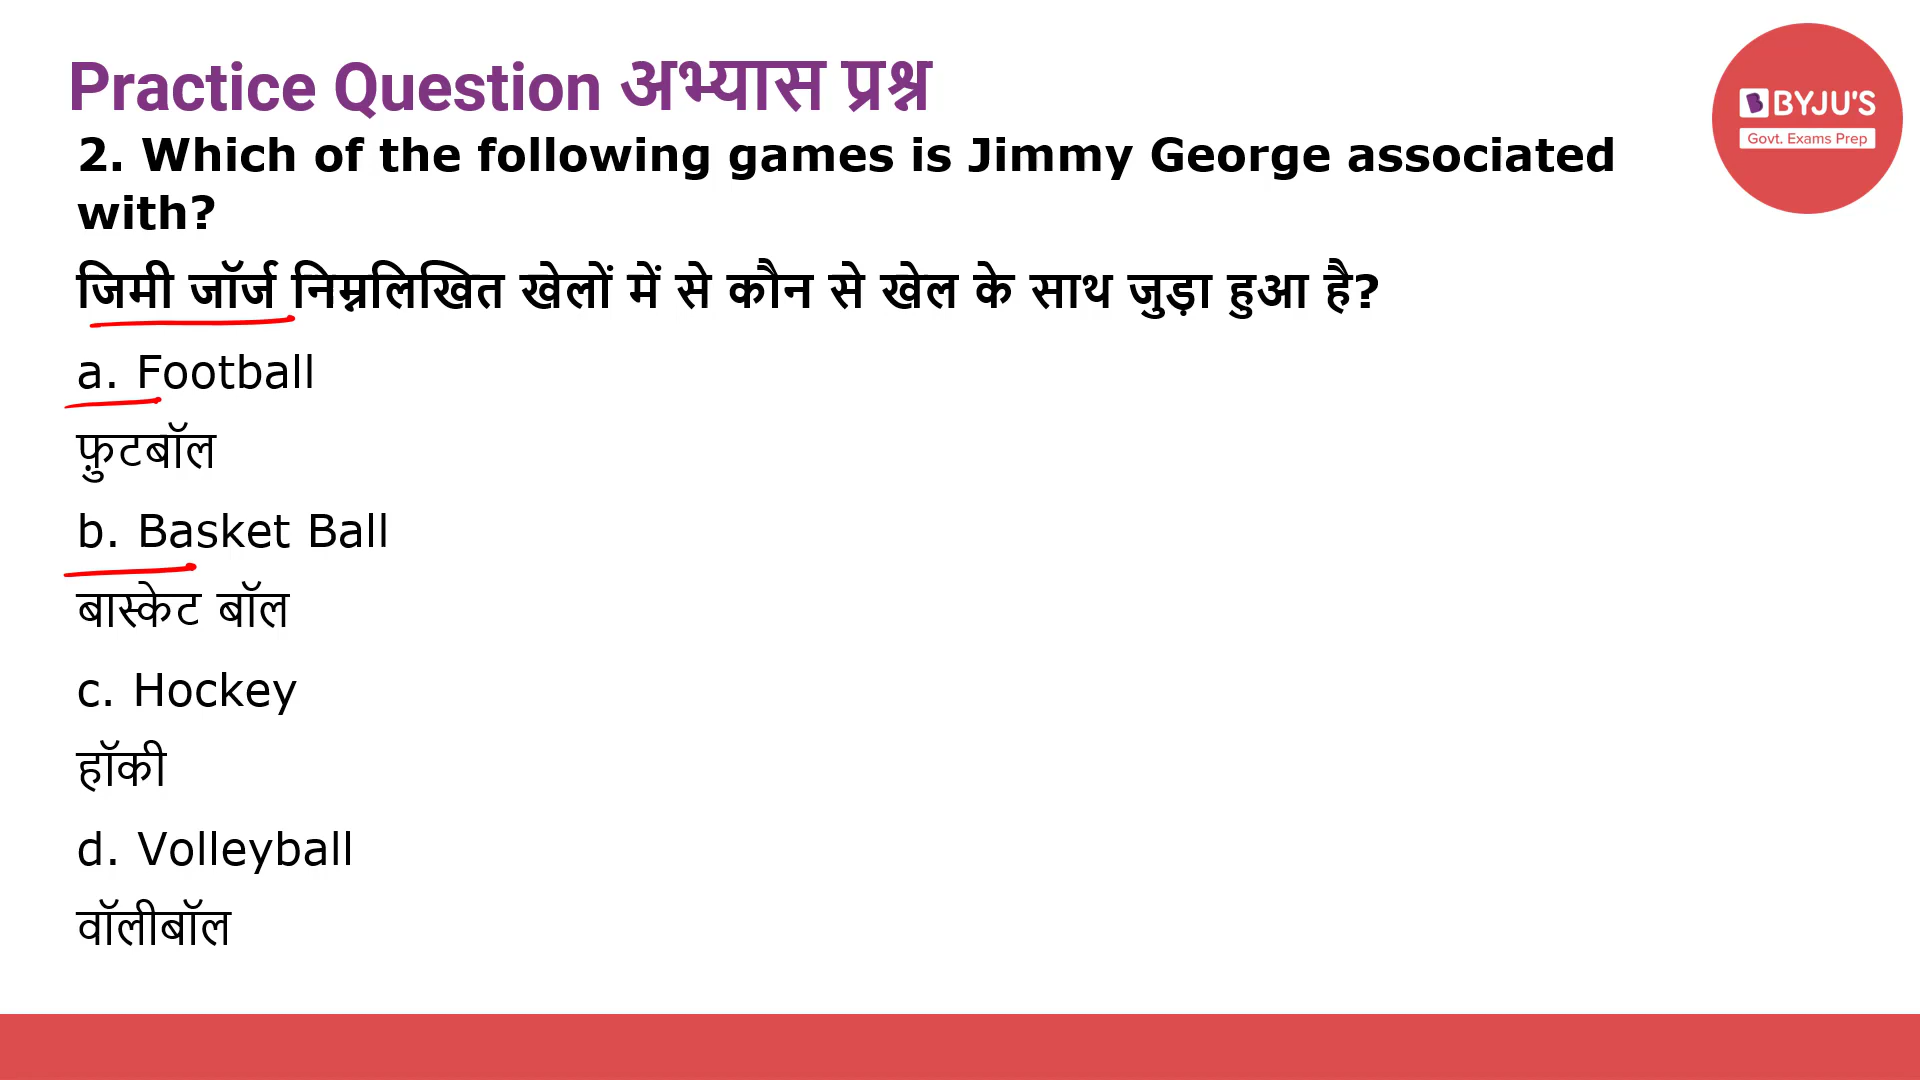 Practice Question अभ्यास प्रश्न
BYJU'S
Govt. Exams Prep
2. Which of the following games is Jimmy George associated
with?
जिमी जॉर्ज निम्नलिखित खेलों में से कौन से खेल के साथ जुड़ा हुआ है?
a. Football
फ़ुटबॉल
b. Basket Ball
बास्केट बॉल
c. Hockey
हॉकी
d. Volleyball
वॉलीबॉल